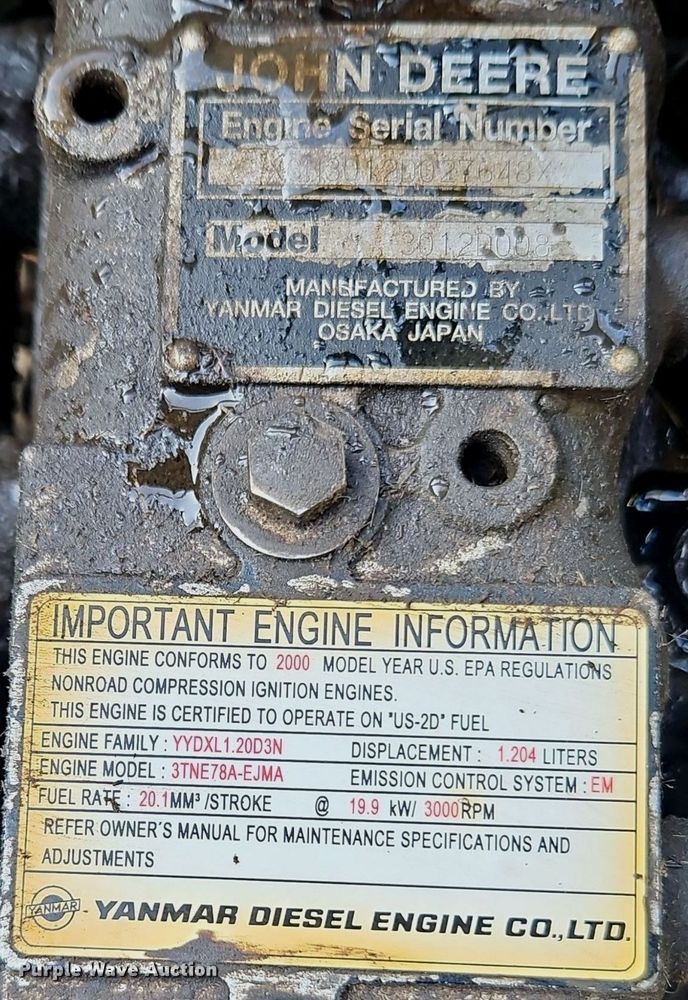 JOHN DEERE
Engine Serial Number
Model 3012D008
MANUFACTURED BY
YANMAR DIESEL ENGINE CO.,LTD
OSAKA JAPAN
IMPORTANT ENGINE INFORMATION
THIS ENGINE CONFORMS TO 2000 MODEL YEAR U.S. EPA REGULATIONS
NONROAD COMPRESSION IGNITION ENGINES.
THIS ENGINE IS CERTIFIED TO OPERATE ON "US-2D" FUEL
ENGINE FAMILY : YYDXL1.20D3N DISPLACEMENT : 1.204 LITERS
ENGINE MODEL : 3TNE78A-EJMA EMISSION CONTROL SYSTEM : EM
FUEL RATE : 20.1MM³/STROKE @ 19.9 kW/ 3000RPM
REFER OWNER'S MANUAL FOR MAINTENANCE SPECIFICATIONS AND
ADJUSTMENTS
YANMAR YANMAR DIESEL ENGINE CO.,LTD.
Purple Wave Auction